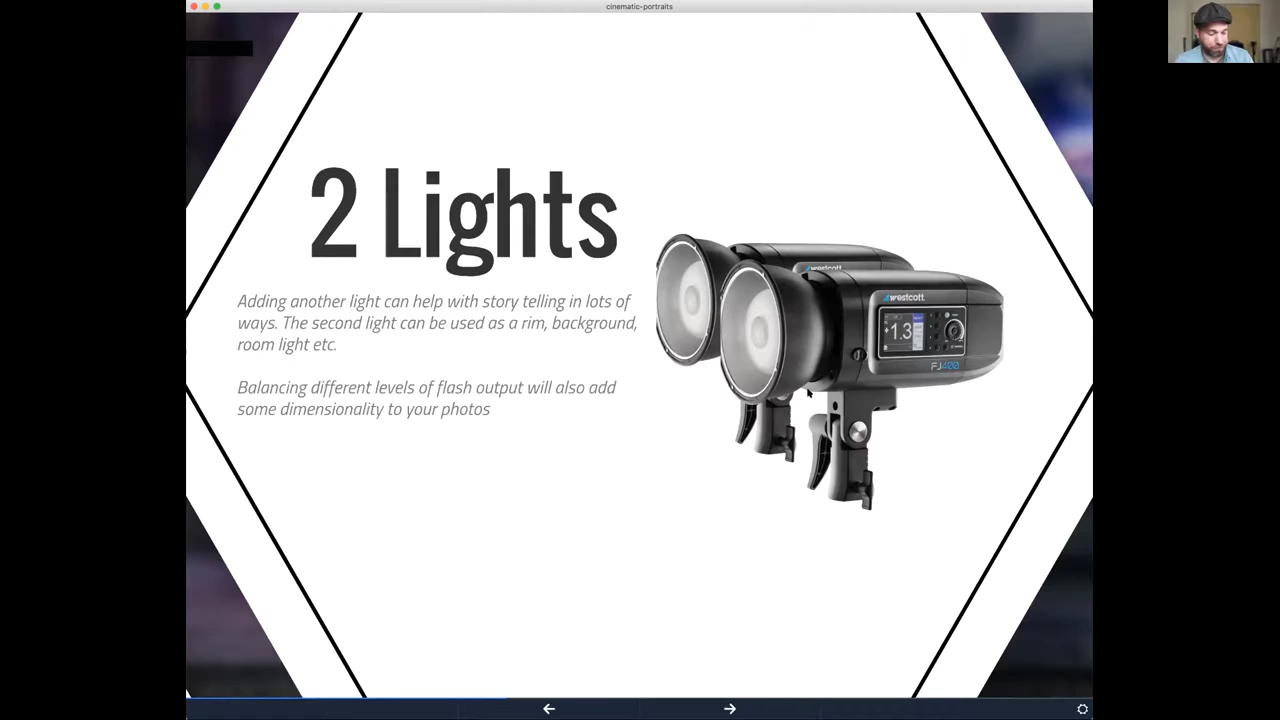 cinematic-portraits
2 Lights
Adding another light can help with story telling in lots of
ways. The second light can be used as a rim, background,
room light etc.
Balancing different levels of flash output will also add
some dimensionality to your photos
westcott
westcott
1.3
FJ400